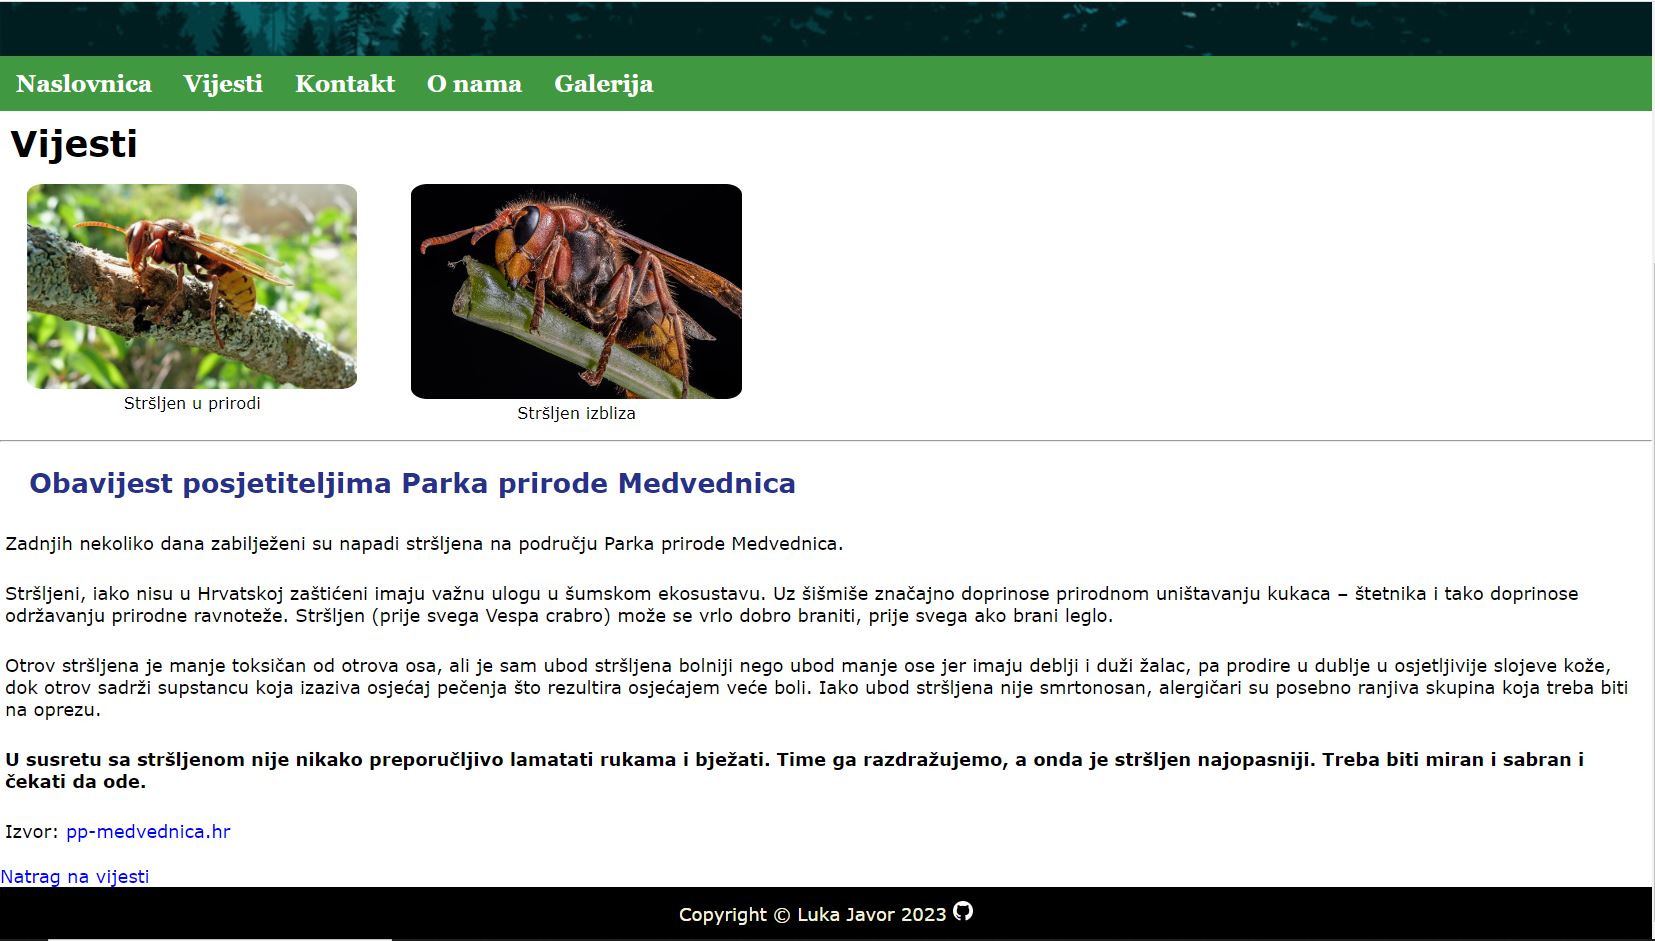 Naslovnica Vijesti Kontakt O nama Galerija
Vijesti
Stršljen u prirodi
Stršljen izbliza
Obavijest posjetiteljima Parka prirode Medvednica
Zadnjih nekoliko dana zabilježeni su napadi stršljena na području Parka prirode Medvednica.
Stršljeni, iako nisu u Hrvatskoj zaštićeni imaju važnu ulogu u šumskom ekosustavu. Uz šišmiše značajno doprinose prirodnom uništavanju kukaca – štetnika i tako doprinose
održavanju prirodne ravnoteže. Stršljen (prije svega Vespa crabro) može se vrlo dobro braniti, prije svega ako brani leglo.
Otrov stršljena je manje toksičan od otrova osa, ali je sam ubod stršljena bolniji nego ubod manje ose jer imaju deblji i duži žalac, pa prodire u dublje u osjetljivije slojeve kože,
dok otrov sadrži supstancu koja izaziva osjećaj pečenja što rezultira osjećajem veće boli. Iako ubod stršljena nije smrtonosan, alergičari su posebno ranjiva skupina koja treba biti
na oprezu.
U susretu sa stršljenom nije nikako preporučljivo lamatati rukama i bježati. Time ga razdražujemo, a onda je stršljen najopasniji. Treba biti miran i sabran i
čekati da ode.
Izvor: pp-medvednica.hr
Natrag na vijesti
Copyright © Luka Javor 2023